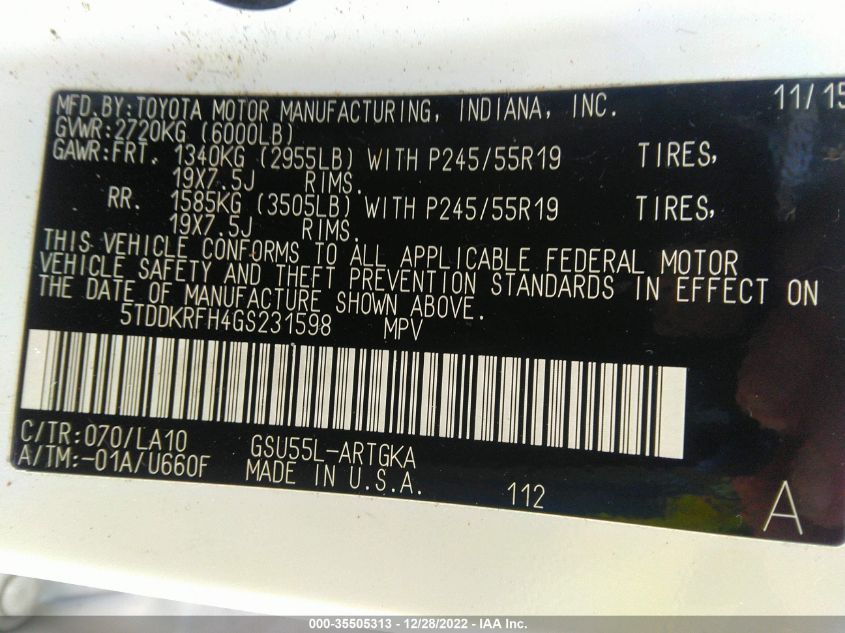 MFD.BY:TOYOTA MOTOR MANUFACTURING, INDIANA, INC. 11/15
GVWR:2720KG (6000LB)
GAWR:FRT. 1340KG (2955LB) WITH P245/55R19 TIRES,
19X7.5J RIMS.
RR. 1585KG (3505LB) WITH P245/55R19 TIRES,
19X7.5J RIMS.
THIS VEHICLE CONFORMS TO ALL APPLICABLE FEDERAL MOTOR
VEHICLE SAFETY AND THEFT PREVENTION STANDARDS IN EFFECT ON
THE DATE OF MANUFACTURE SHOWN ABOVE.
5TDDKRFH4GS231598 MPV
C/TR:070/LA10 GSU55L-ARTGKA
A/TM:-01A/U660F MADE IN U.S.A. 112 A
000-35505313 - 12/28/2022 - IAA Inc.